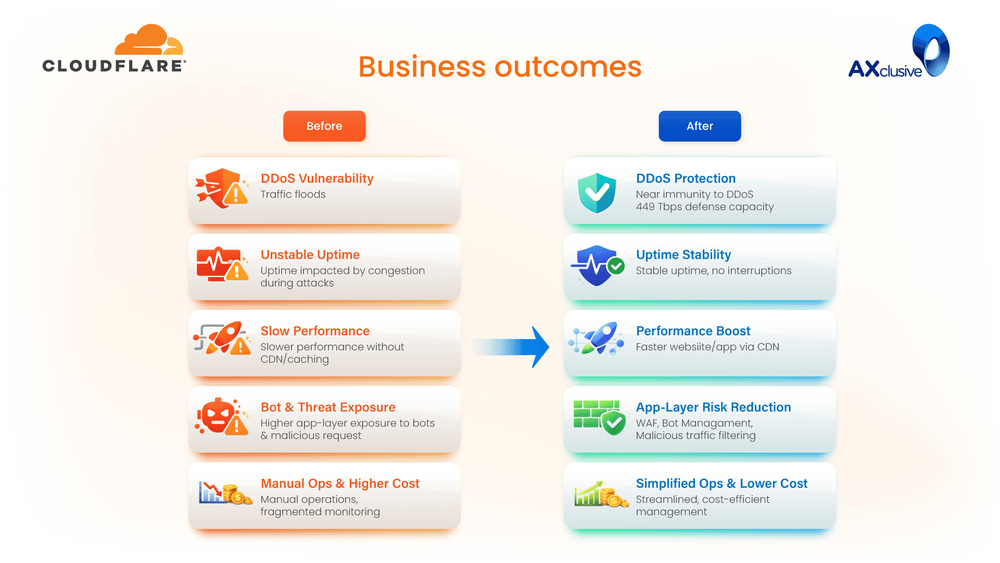 CLOUDFLARE
Business outcomes
AXclusive
Before
DDoS Vulnerability
Traffic floods
Unstable Uptime
Uptime impacted by congestion
during attacks
Slow Performance
Slower performance without
CDN/caching
Bot & Threat Exposure
Higher app-layer exposure to bots
& malicious request
Manual Ops & Higher Cost
Manual operations,
fragmented monitoring
After
DDoS Protection
Near immunity to DDoS
449 Tbps defense capacity
Uptime Stability
Stable uptime, no interruptions
Performance Boost
Faster websiite/app via CDN
App-Layer Risk Reduction
WAF, Bot Managament,
Malicious traffic filtering
Simplified Ops & Lower Cost
Streamlined, cost-efficient
management